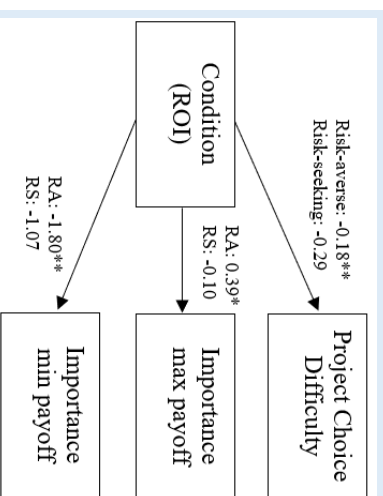 Condition
(ROI)
Risk-averse: -0.18**
Risk-seeking: -0.29
Project Choice
Difficulty
RA: 0.39*
RS: -0.10
Importance
max payoff
RA: -1.80**
RS: -1.07
Importance
min payoff